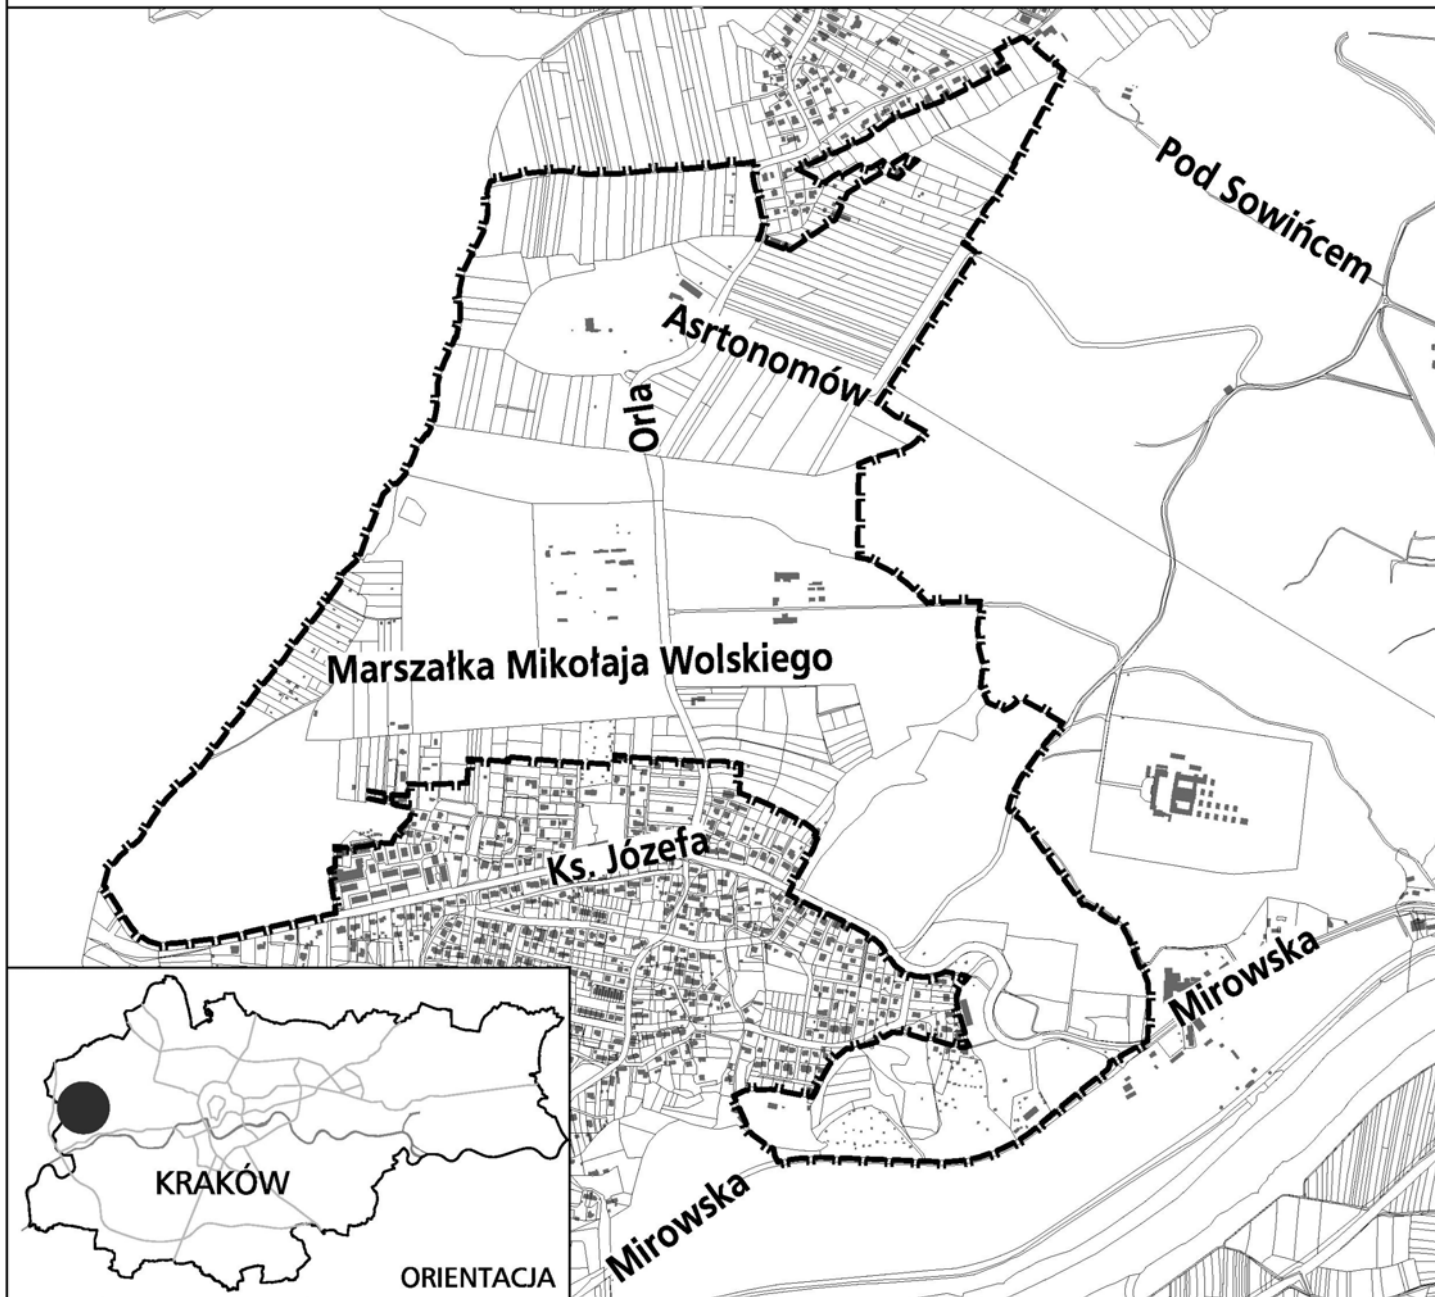 Pod Sowińcem
Asrtonomów
Orla
Marszałka Mikołaja Wolskiego
Ks. Józefa
Mirowska
Mirowska
KRAKÓW
ORIENTACJA